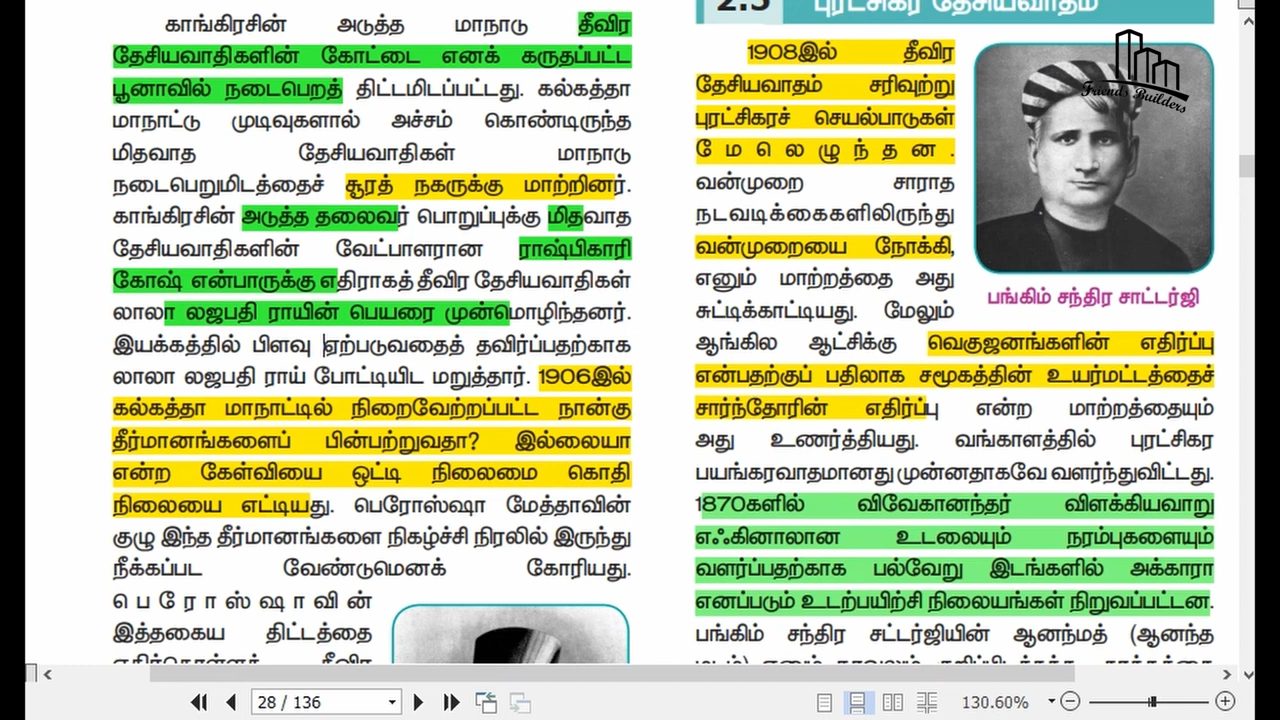 காங்கிரசின் அடுத்த மாநாடு தீவிர
தேசியவாதிகளின் கோட்டை எனக் கருதப்பட்ட
பூனாவில் நடைபெறத் திட்டமிடப்பட்டது. கல்கத்தா
மாநாட்டு முடிவுகளால் அச்சம் கொண்டிருந்த
மிதவாத தேசியவாதிகள் மாநாடு
நடைபெறுமிடத்தைச் சூரத் நகருக்கு மாற்றினர்.
காங்கிரசின் அடுத்த தலைவர் பொறுப்புக்கு மிதவாத
தேசியவாதிகளின் வேட்பாளரான ராஷ்பிகாரி
கோஷ் என்பாருக்கு எதிராகத் தீவிர தேசியவாதிகள்
லாலா லஜபதி ராயின் பெயரை முன்மொழிந்தனர்.
இயக்கத்தில் பிளவு ஏற்படுவதைத் தவிர்ப்பதற்காக
லாலா லஜபதி ராய் போட்டியிட மறுத்தார். 1906இல்
கல்கத்தா மாநாட்டில் நிறைவேற்றப்பட்ட நான்கு
தீர்மானங்களைப் பின்பற்றுவதா? இல்லையா
என்ற கேள்வியை ஒட்டி நிலைமை கொதி
நிலையை எட்டியது. பெரோஸ்ஷா மேத்தாவின்
குழு இந்த தீர்மானங்களை நிகழ்ச்சி நிரலில் இருந்து
நீக்கப்பட வேண்டுமெனக் கோரியது.
பெரோஸ்ஷாவின்
இத்தகைய திட்டத்தை
2.5 புரட்சிகர தேசியவாதம்
1908இல் தீவிர
தேசியவாதம் சரிவுற்று
புரட்சிகரச் செயல்பாடுகள்
மேலெழுந்தன.
வன்முறை சாராத
நடவடிக்கைகளிலிருந்து
வன்முறையை நோக்கி,
எனும் மாற்றத்தை அது
சுட்டிக்காட்டியது. மேலும்
ஆங்கில ஆட்சிக்கு வெகுஜனங்களின் எதிர்ப்பு
என்பதற்குப் பதிலாக சமூகத்தின் உயர்மட்டத்தைச்
சார்ந்தோரின் எதிர்ப்பு என்ற மாற்றத்தையும்
அது உணர்த்தியது. வங்காளத்தில் புரட்சிகர
பயங்கரவாதமானது முன்னதாகவே வளர்ந்துவிட்டது.
1870களில் விவேகானந்தர் விளக்கியவாறு
எஃகினாலான உடலையும் நரம்புகளையும்
வளர்ப்பதற்காக பல்வேறு இடங்களில் அக்காரா
எனப்படும் உடற்பயிற்சி நிலையங்கள் நிறுவப்பட்டன.
பங்கிம் சந்திர சட்டர்ஜியின் ஆனந்மத் (ஆனந்த
Friends Builders
பங்கிம் சந்திர சாட்டர்ஜி
28 / 136
130.60%